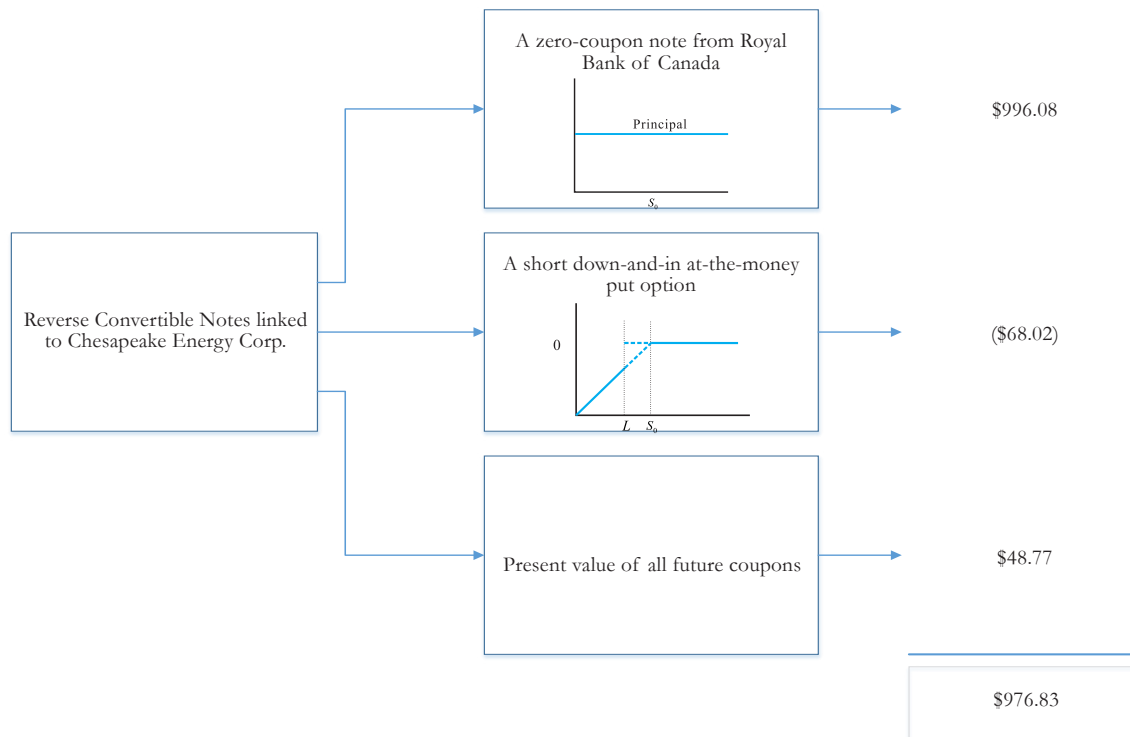 A zero-coupon note from Royal
Bank of Canada
Principal
S₀
$996.08
Reverse Convertible Notes linked
to Chesapeake Energy Corp.
A short down-and-in at-the-money
put option
0
L S₀
($68.02)
Present value of all future coupons
$48.77
$976.83